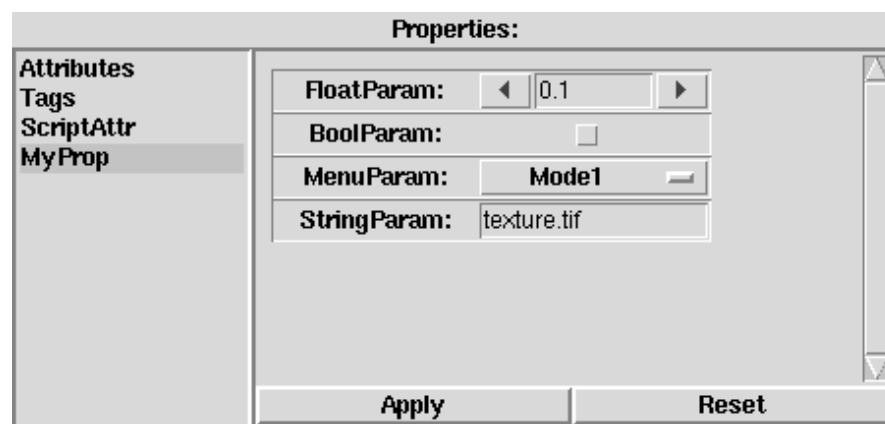 Properties:
Attributes
Tags
ScriptAttr
MyProp
FloatParam: 0.1
BoolParam:
MenuParam: Mode1
StringParam: texture.tif
Apply Reset